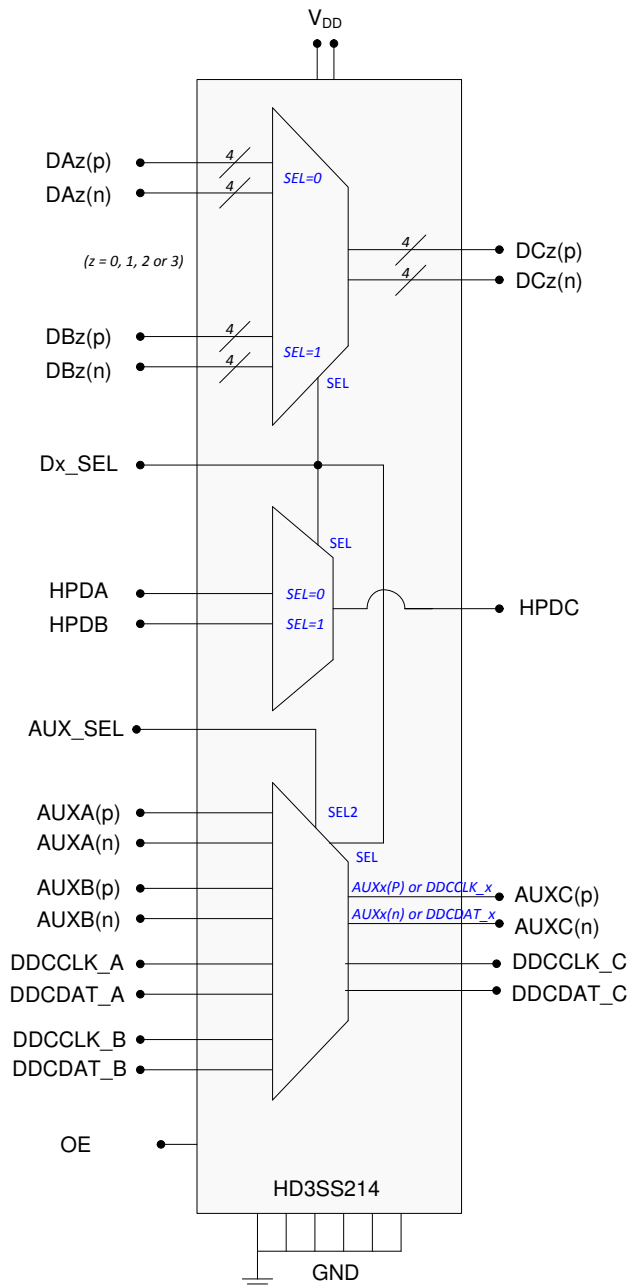 VDD
DAz(p)
4
SEL=0
DAz(n)
4
4
DCz(p)
(z = 0, 1, 2 or 3)
4
DCz(n)
DBz(p)
4
SEL=1
DBz(n)
4
SEL
Dx_SEL
SEL
HPDA
SEL=0
HPDC
HPDB
SEL=1
AUX_SEL
AUXA(p)
SEL2
AUXA(n)
SEL
AUXB(p)
AUXx(P) or DDCCLK_x
AUXC(p)
AUXB(n)
AUXx(n) or DDCDAT_x
AUXC(n)
DDCCLK_A
DDCCLK_C
DDCDAT_A
DDCDAT_C
DDCCLK_B
DDCDAT_B
OE
HD3SS214
GND